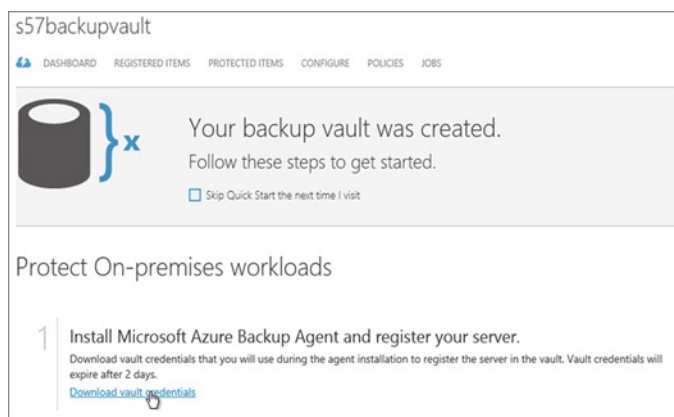 s57backupvault
DASHBOARD REGISTERED ITEMS PROTECTED ITEMS CONFIGURE POLICIES JOBS
} x
Your backup vault was created.
Follow these steps to get started.
Skip Quick Start the next time I visit
Protect On-premises workloads
1 Install Microsoft Azure Backup Agent and register your server.
Download vault credentials that you will use during the agent installation to register the server in the vault. Vault credentials will
expire after 2 days.
Download vault credentials